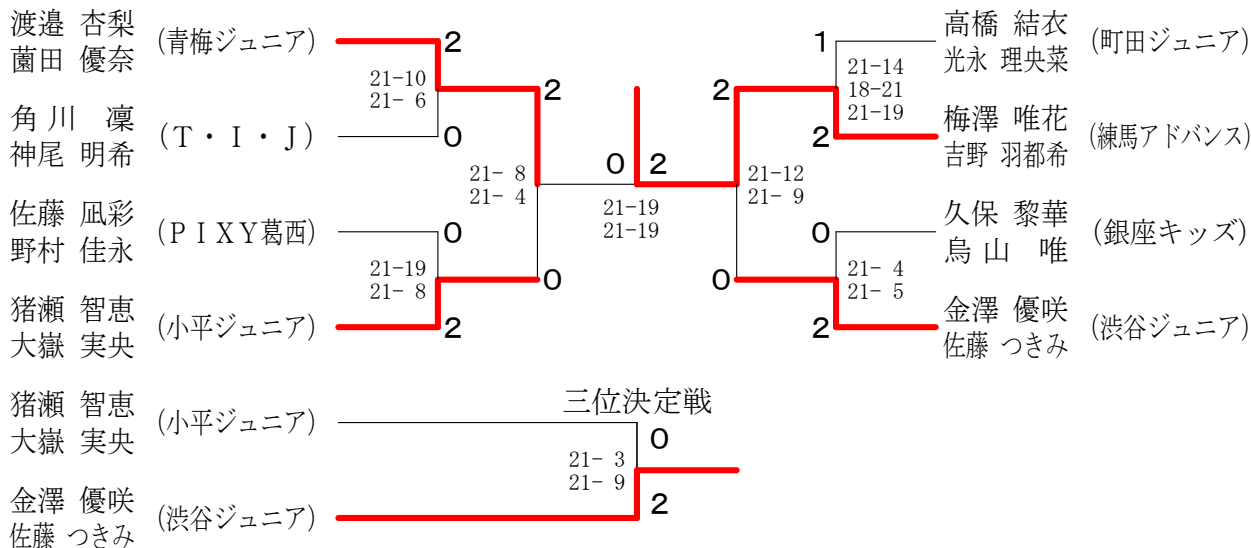 渡邉 杏梨
薗田 優奈
(青梅ジュニア)
2
21-10
21- 6
角川 凜
神尾 明希
(T・I・J)
0
2
21- 8
21- 4
佐藤 凪彩
野村 佳永
(PIXY葛西)
0
21-19
21- 8
0
猪瀬 智恵
大嶽 実央
(小平ジュニア)
2
0 2
21-19
21-19
高橋 結衣
光永 理央菜
(町田ジュニア)
1
21-14
18-21
21-19
2
梅澤 唯花
吉野 羽都希
(練馬アドバンス)
2
21-12
21- 9
久保 黎華
烏山 唯
(銀座キッズ)
0
21- 4
21- 5
0
金澤 優咲
佐藤 つきみ
(渋谷ジュニア)
2
三位決定戦
猪瀬 智恵
大嶽 実央
(小平ジュニア)
0
21- 3
21- 9
金澤 優咲
佐藤 つきみ
(渋谷ジュニア)
2